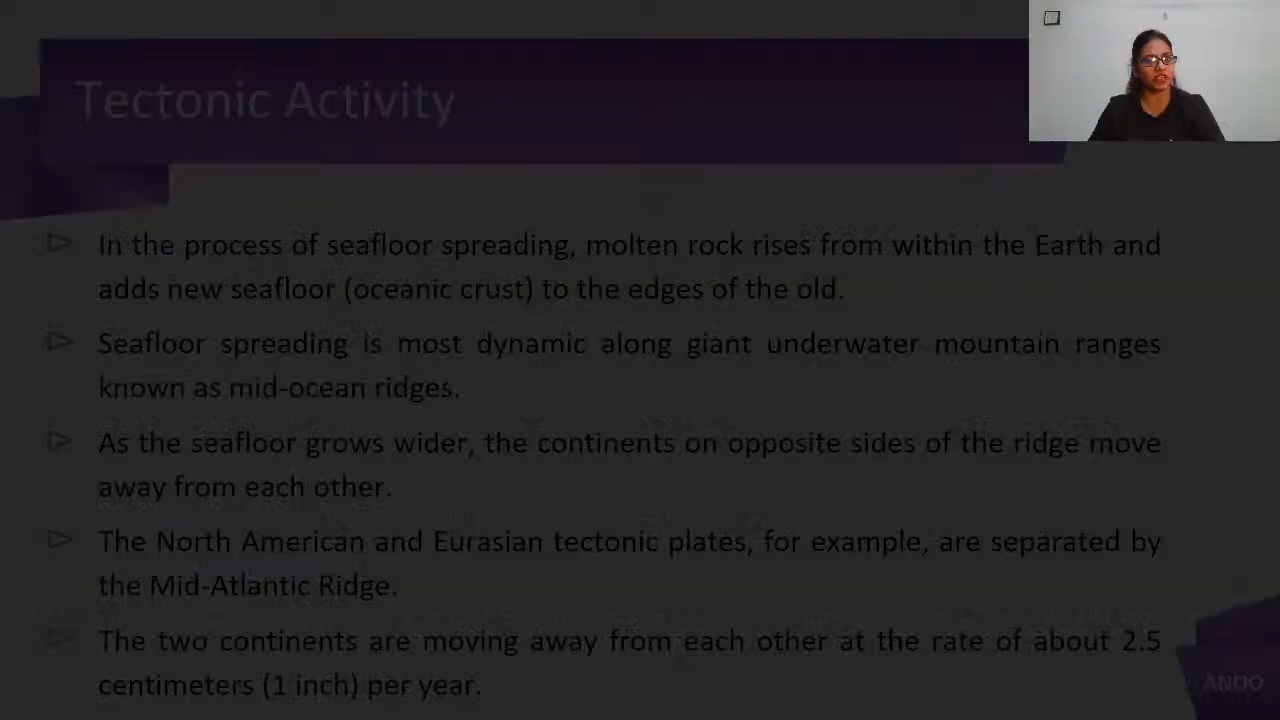 Tectonic Activity
In the process of seafloor spreading, molten rock rises from within the Earth and
adds new seafloor (oceanic crust) to the edges of the old.
Seafloor spreading is most dynamic along giant underwater mountain ranges
known as mid-ocean ridges.
As the seafloor grows wider, the continents on opposite sides of the ridge move
away from each other.
The North American and Eurasian tectonic plates, for example, are separated by
the Mid-Atlantic Ridge.
The two continents are moving away from each other at the rate of about 2.5
centimeters (1 inch) per year.